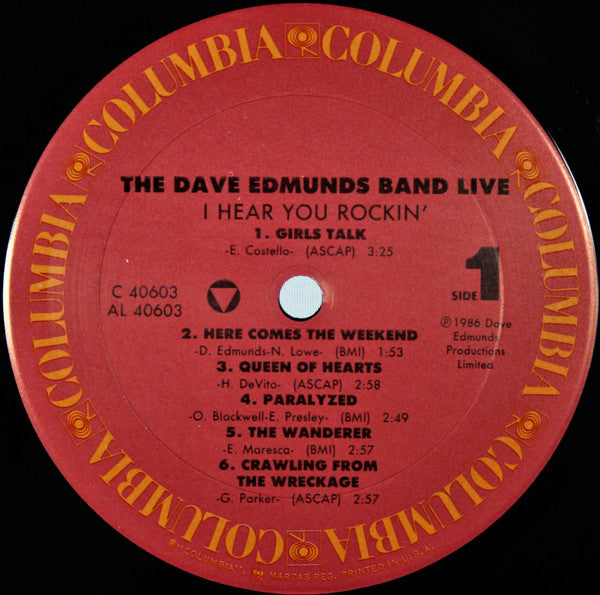 COLUMBIA COLUMBIA COLUMBIA COLUMBIA COLUMBIA COLUMBIA COLUMBIA COLUMBIA
THE DAVE EDMUNDS BAND LIVE
I HEAR YOU ROCKIN'
1. GIRLS TALK
-E. Costello- (ASCAP) 3:25
C 40603
AL 40603
SIDE 1
℗ 1986 Dave
Edmunds
Productions
Limited
2. HERE COMES THE WEEKEND
-D. Edmunds-N. Lowe- (BMI) 1:53
3. QUEEN OF HEARTS
-H. DeVito- (ASCAP) 2:58
4. PARALYZED
-O. Blackwell-E. Presley- (BMI) 2:49
5. THE WANDERER
-E. Maresca- (BMI) 2:57
6. CRAWLING FROM
THE WRECKAGE
-G. Parker- (ASCAP) 2:57
"COLUMBIA", MARCAS REG. PRINTED IN U.S.A.